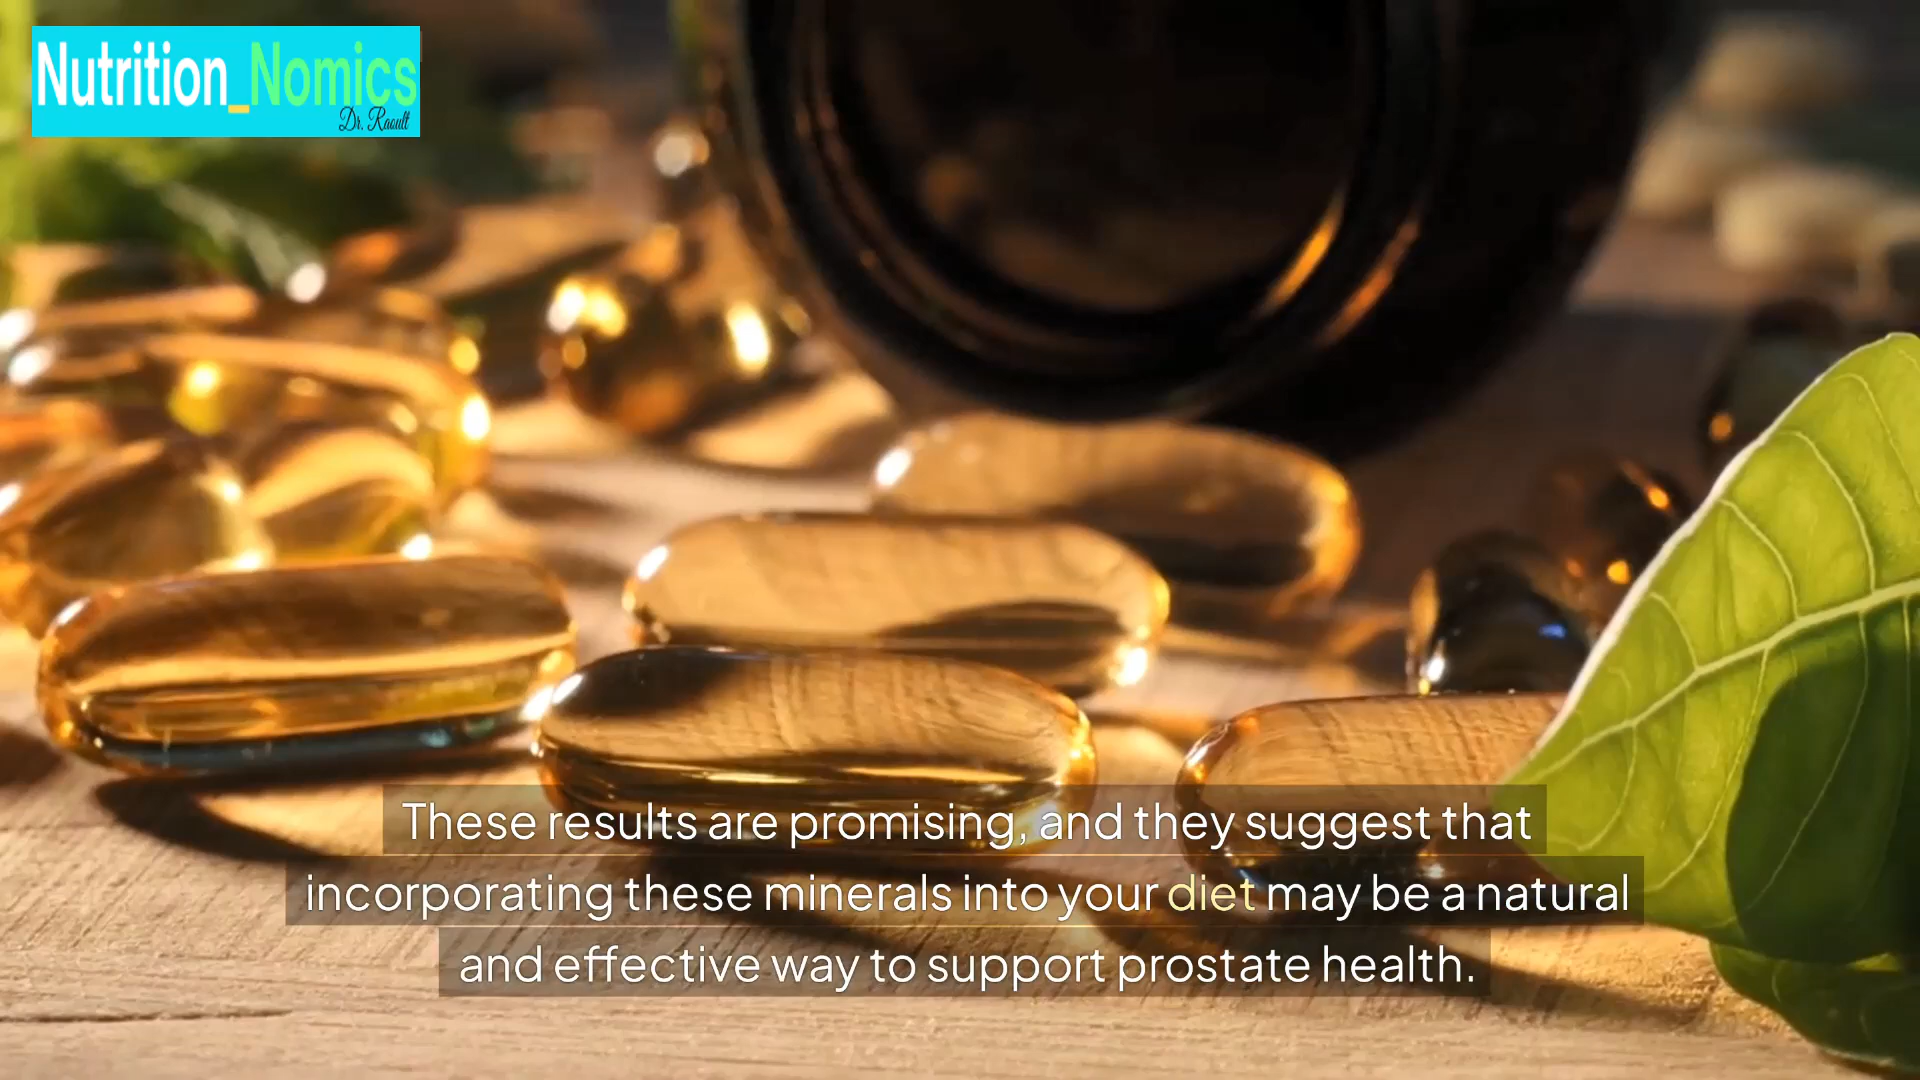 Nutrition_Nomics
Dr. Raoult
These results are promising, and they suggest that
incorporating these minerals into your diet may be a natural
and effective way to support prostate health.